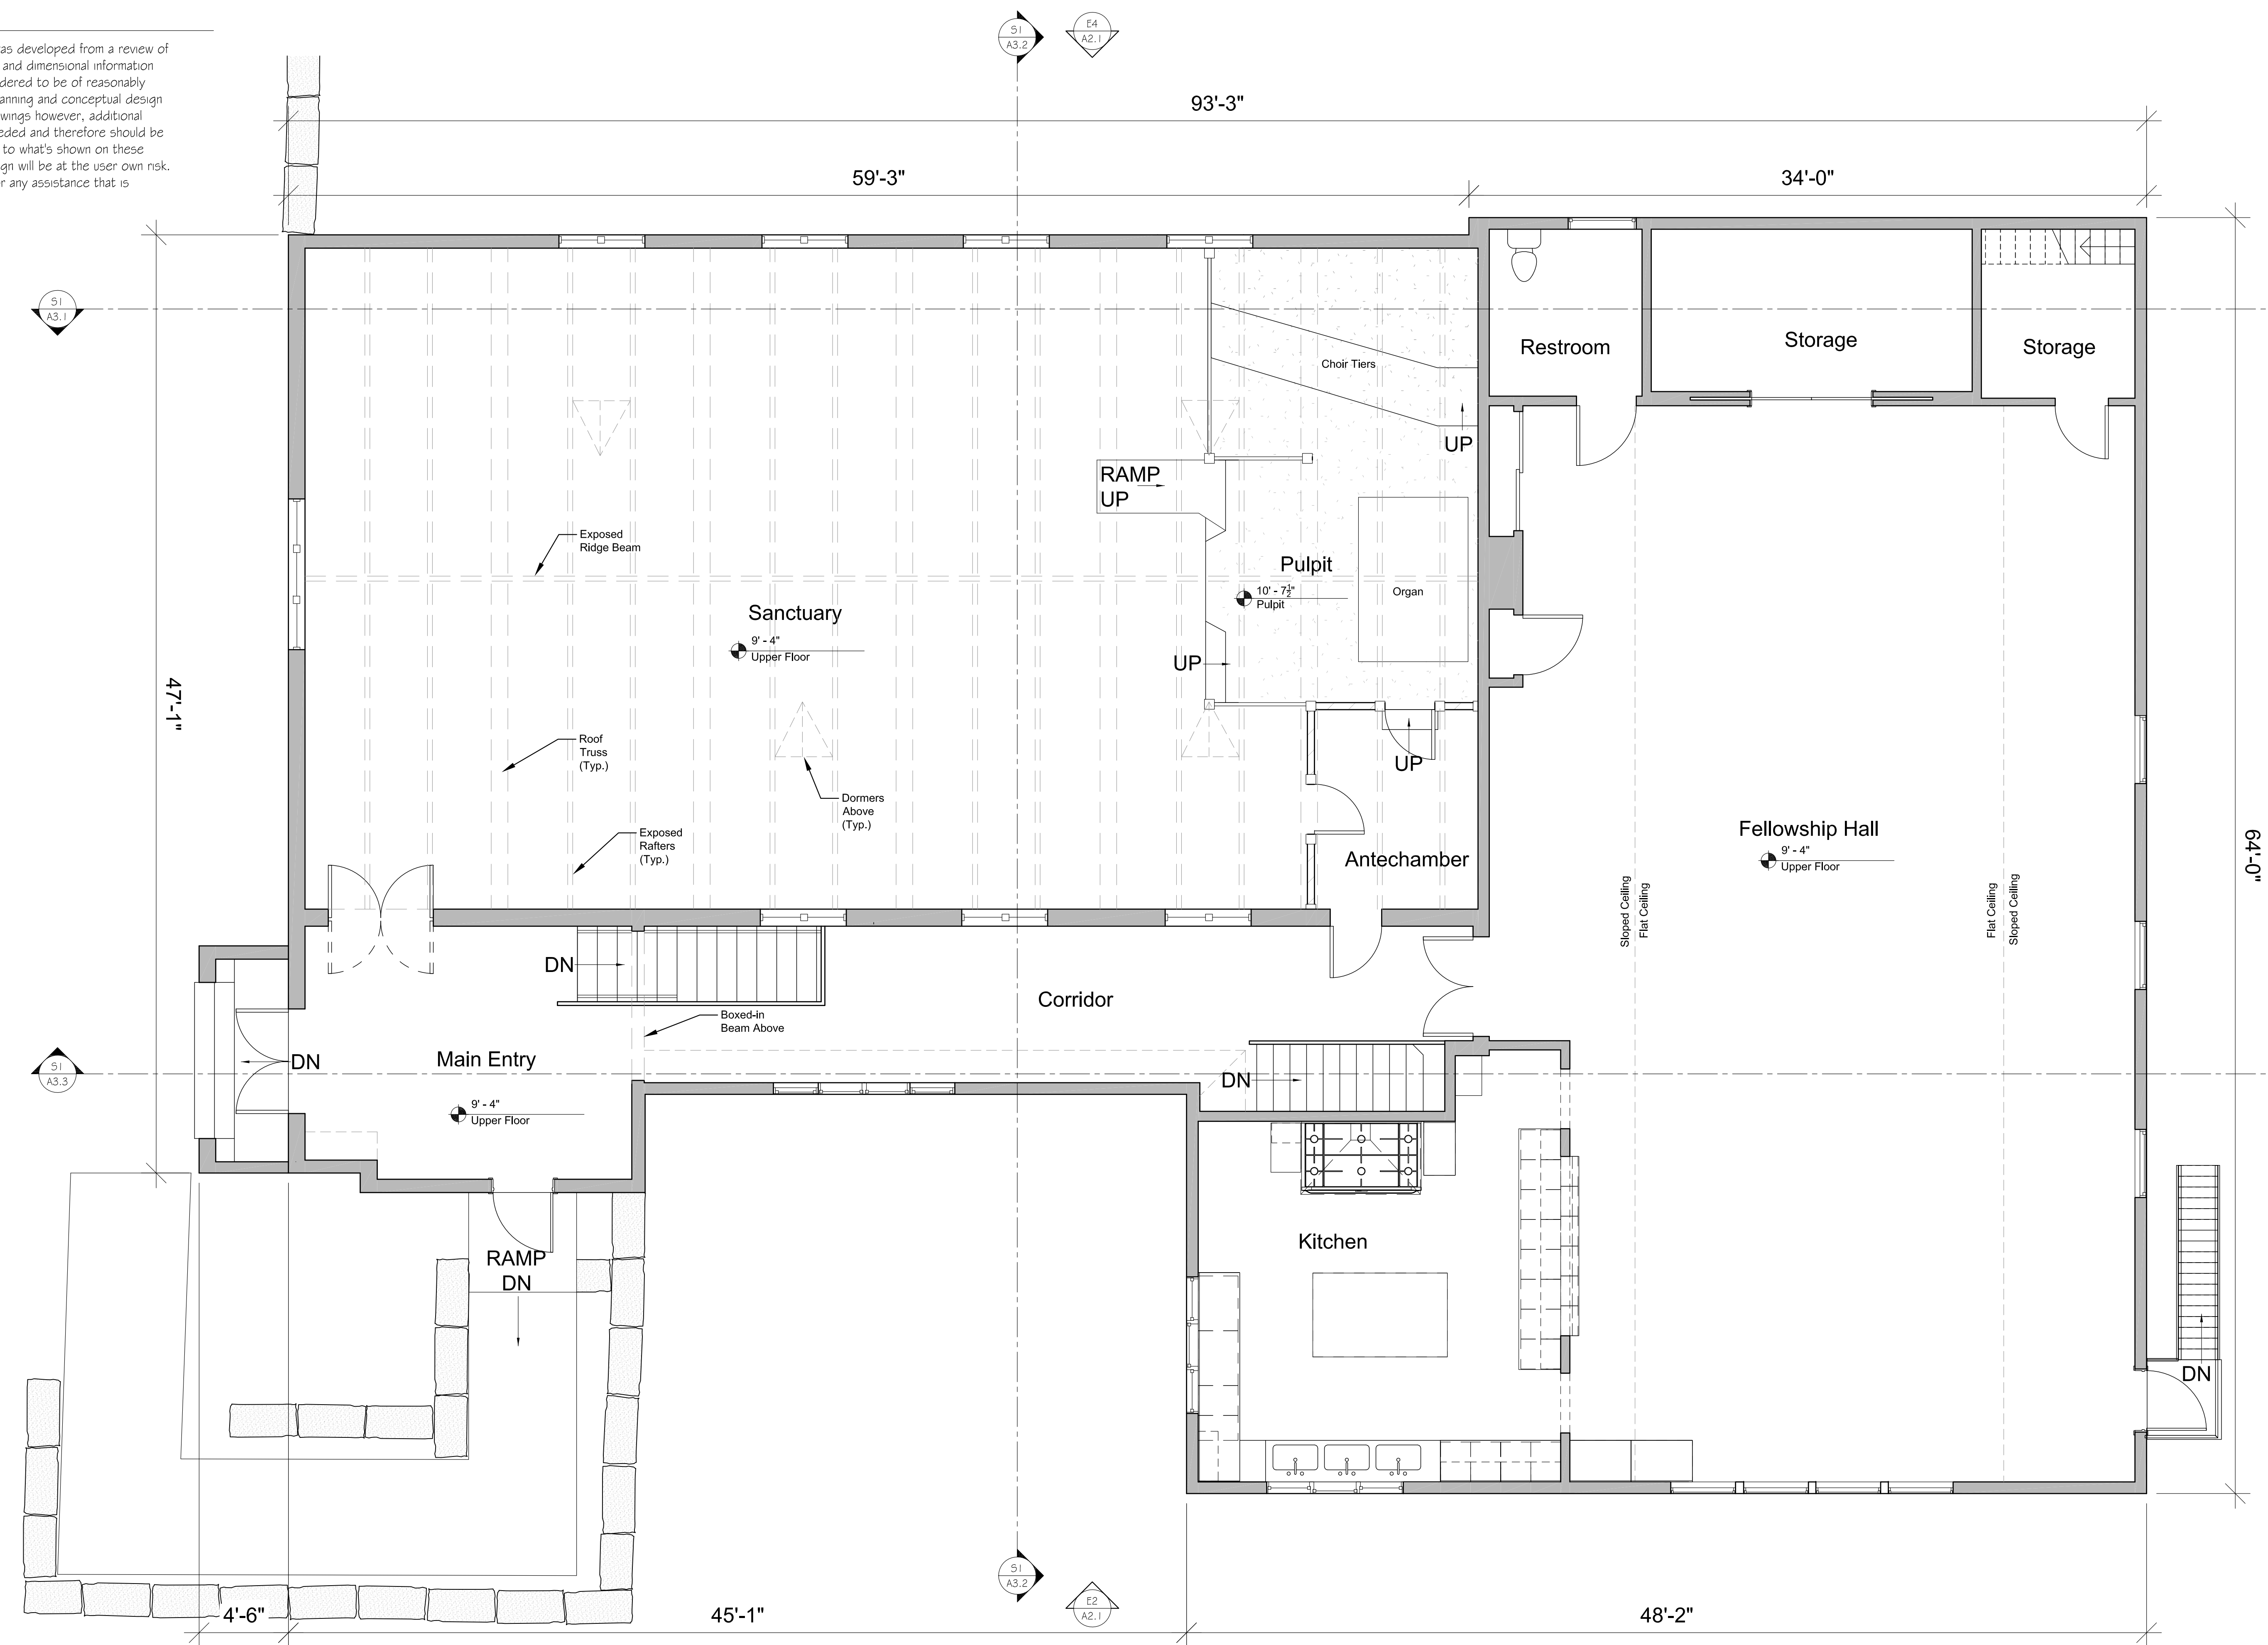 as developed from a review of
and dimensional information
dered to be of reasonably
anning and conceptual design
wings however, additional
eded and therefore should be
to what's shown on these
gn will be at the user own risk.
r any assistance that is
S1
A3.2
E4
A2.1
93'-3"
59'-3"
34'-0"
S1
A3.1
Restroom
Storage
Storage
Choir Tiers
UP
RAMP
UP
Exposed
Ridge Beam
Pulpit
10' - 7½"
Pulpit
Organ
Sanctuary
9' - 4"
Upper Floor
UP
47'-1"
Roof
Truss
(Typ.)
UP
Dormers
Above
(Typ.)
Exposed
Rafters
(Typ.)
Antechamber
Fellowship Hall
9' - 4"
Upper Floor
64'-0"
Sloped Ceiling
Flat Ceiling
Flat Ceiling
Sloped Ceiling
DN
Corridor
Boxed-in
Beam Above
S1
A3.3
DN
Main Entry
DN
9' - 4"
Upper Floor
Kitchen
RAMP
DN
DN
S1
A3.2
E2
A2.1
4'-6"
45'-1"
48'-2"